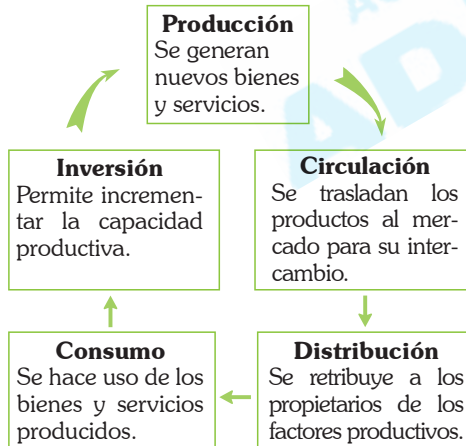 Producción
Se generan
nuevos bienes
y servicios.
Inversión
Permite incremen-
tar la capacidad
productiva.
Circulación
Se trasladan los
productos al mer-
cado para su inter-
cambio.
Consumo
Se hace uso de los
bienes y servicios
producidos.
Distribución
Se retribuye a los
propietarios de los
factores productivos.